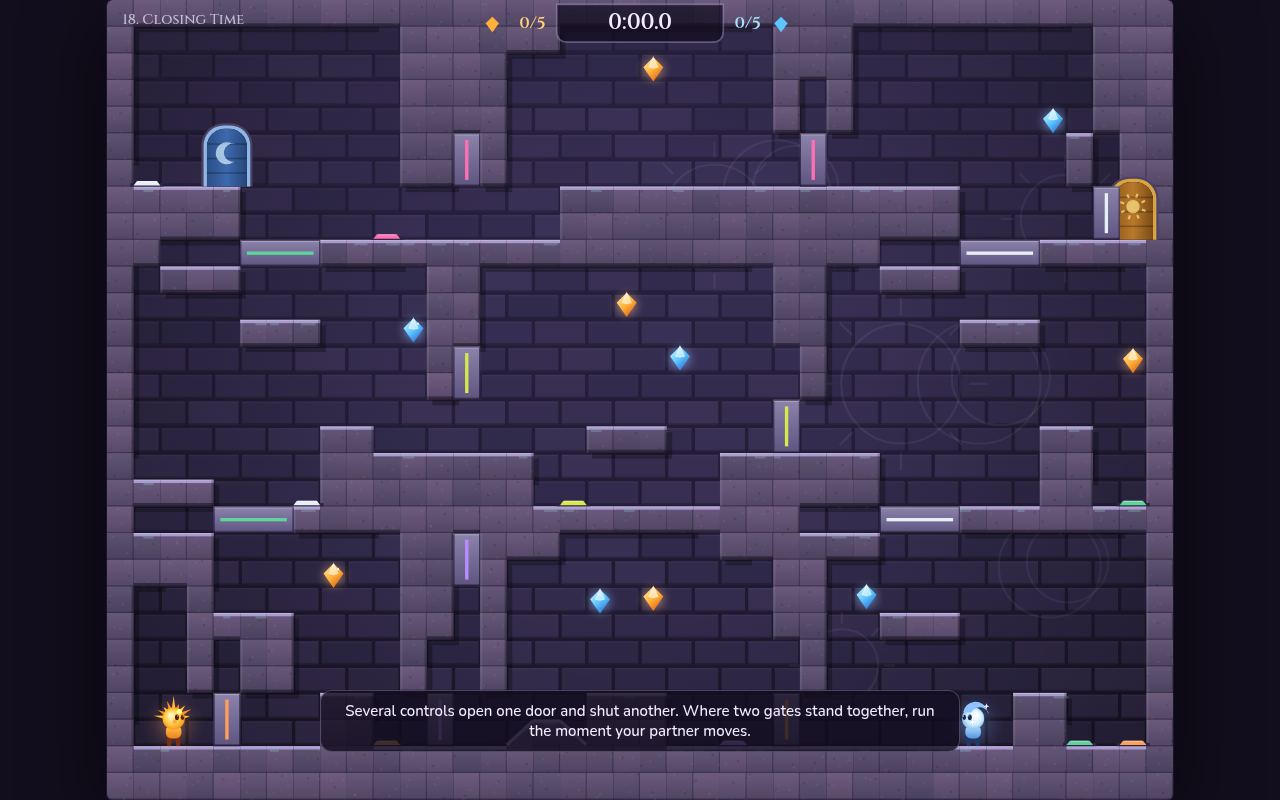 18. Closing Time
0/5
0:00.0
0/5
Several controls open one door and shut another. Where two gates stand together, run
the moment your partner moves.